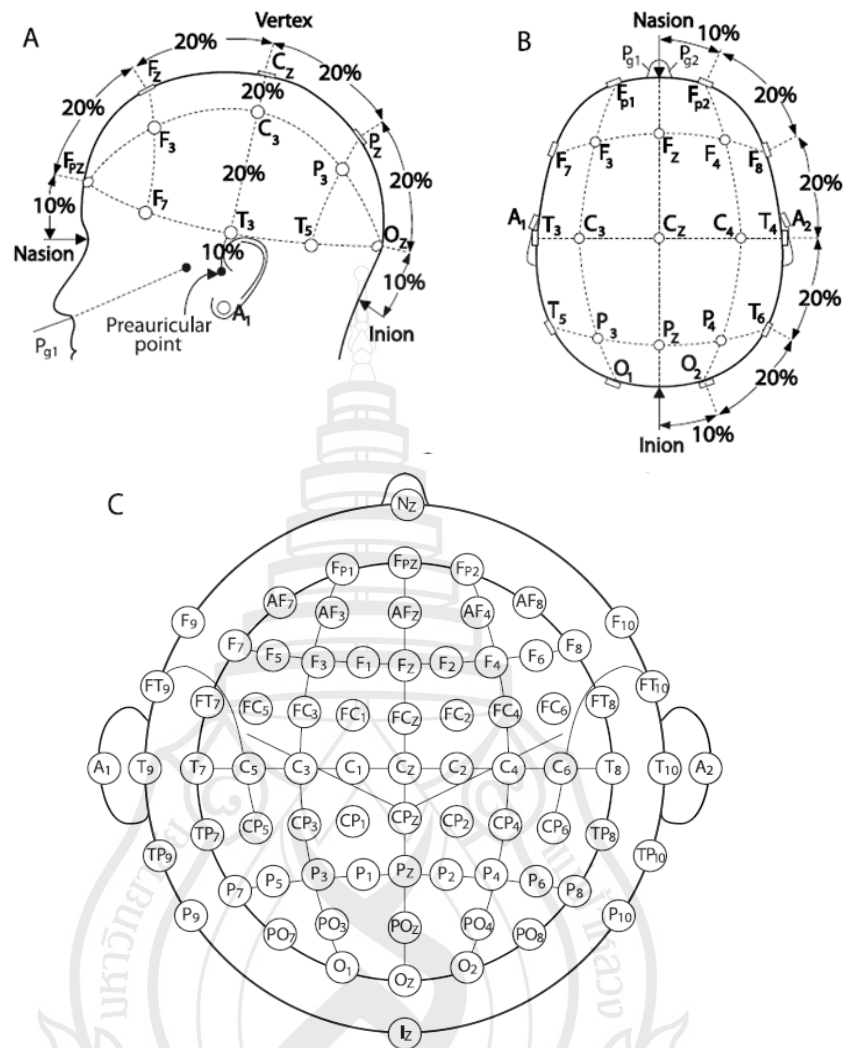 A
Vertex
20%
20%
Fz
Cz
20%
20%
20%
F3
C3
Pz
FPZ
20%
P3
20%
10%
F7
T3
T5
Oz
Nasion
10%
10%
Preauricular
point
A1
Inion
Pg1
B
Nasion
10%
Pg1
Pg2
Fp1
Fp2
20%
F7
F3
Fz
F4
F8
20%
A1
T3
C3
Cz
C4
T4
A2
20%
T5
P3
Pz
P4
T6
O1
O2
20%
10%
Inion
C
Nz
FP1 FPZ FP2
AF7 AF3 AFZ AF4 AF8
F9 F10
F7 F5 F3 F1 FZ F2 F4 F6 F8
FT9 FT10
FT7 FC5 FC3 FC1 FCZ FC2 FC4 FC6 FT8
A1 T9 T7 C5 C3 C1 CZ C2 C4 C6 T8 T10 A2
TP7 CP5 CP3 CP1 CPZ CP2 CP4 CP6 TP8
TP9 TP10
P7 P5 P3 P1 PZ P2 P4 P6 P8
P9 P10
PO7 PO3 POZ PO4 PO8
O1 OZ O2
IZ